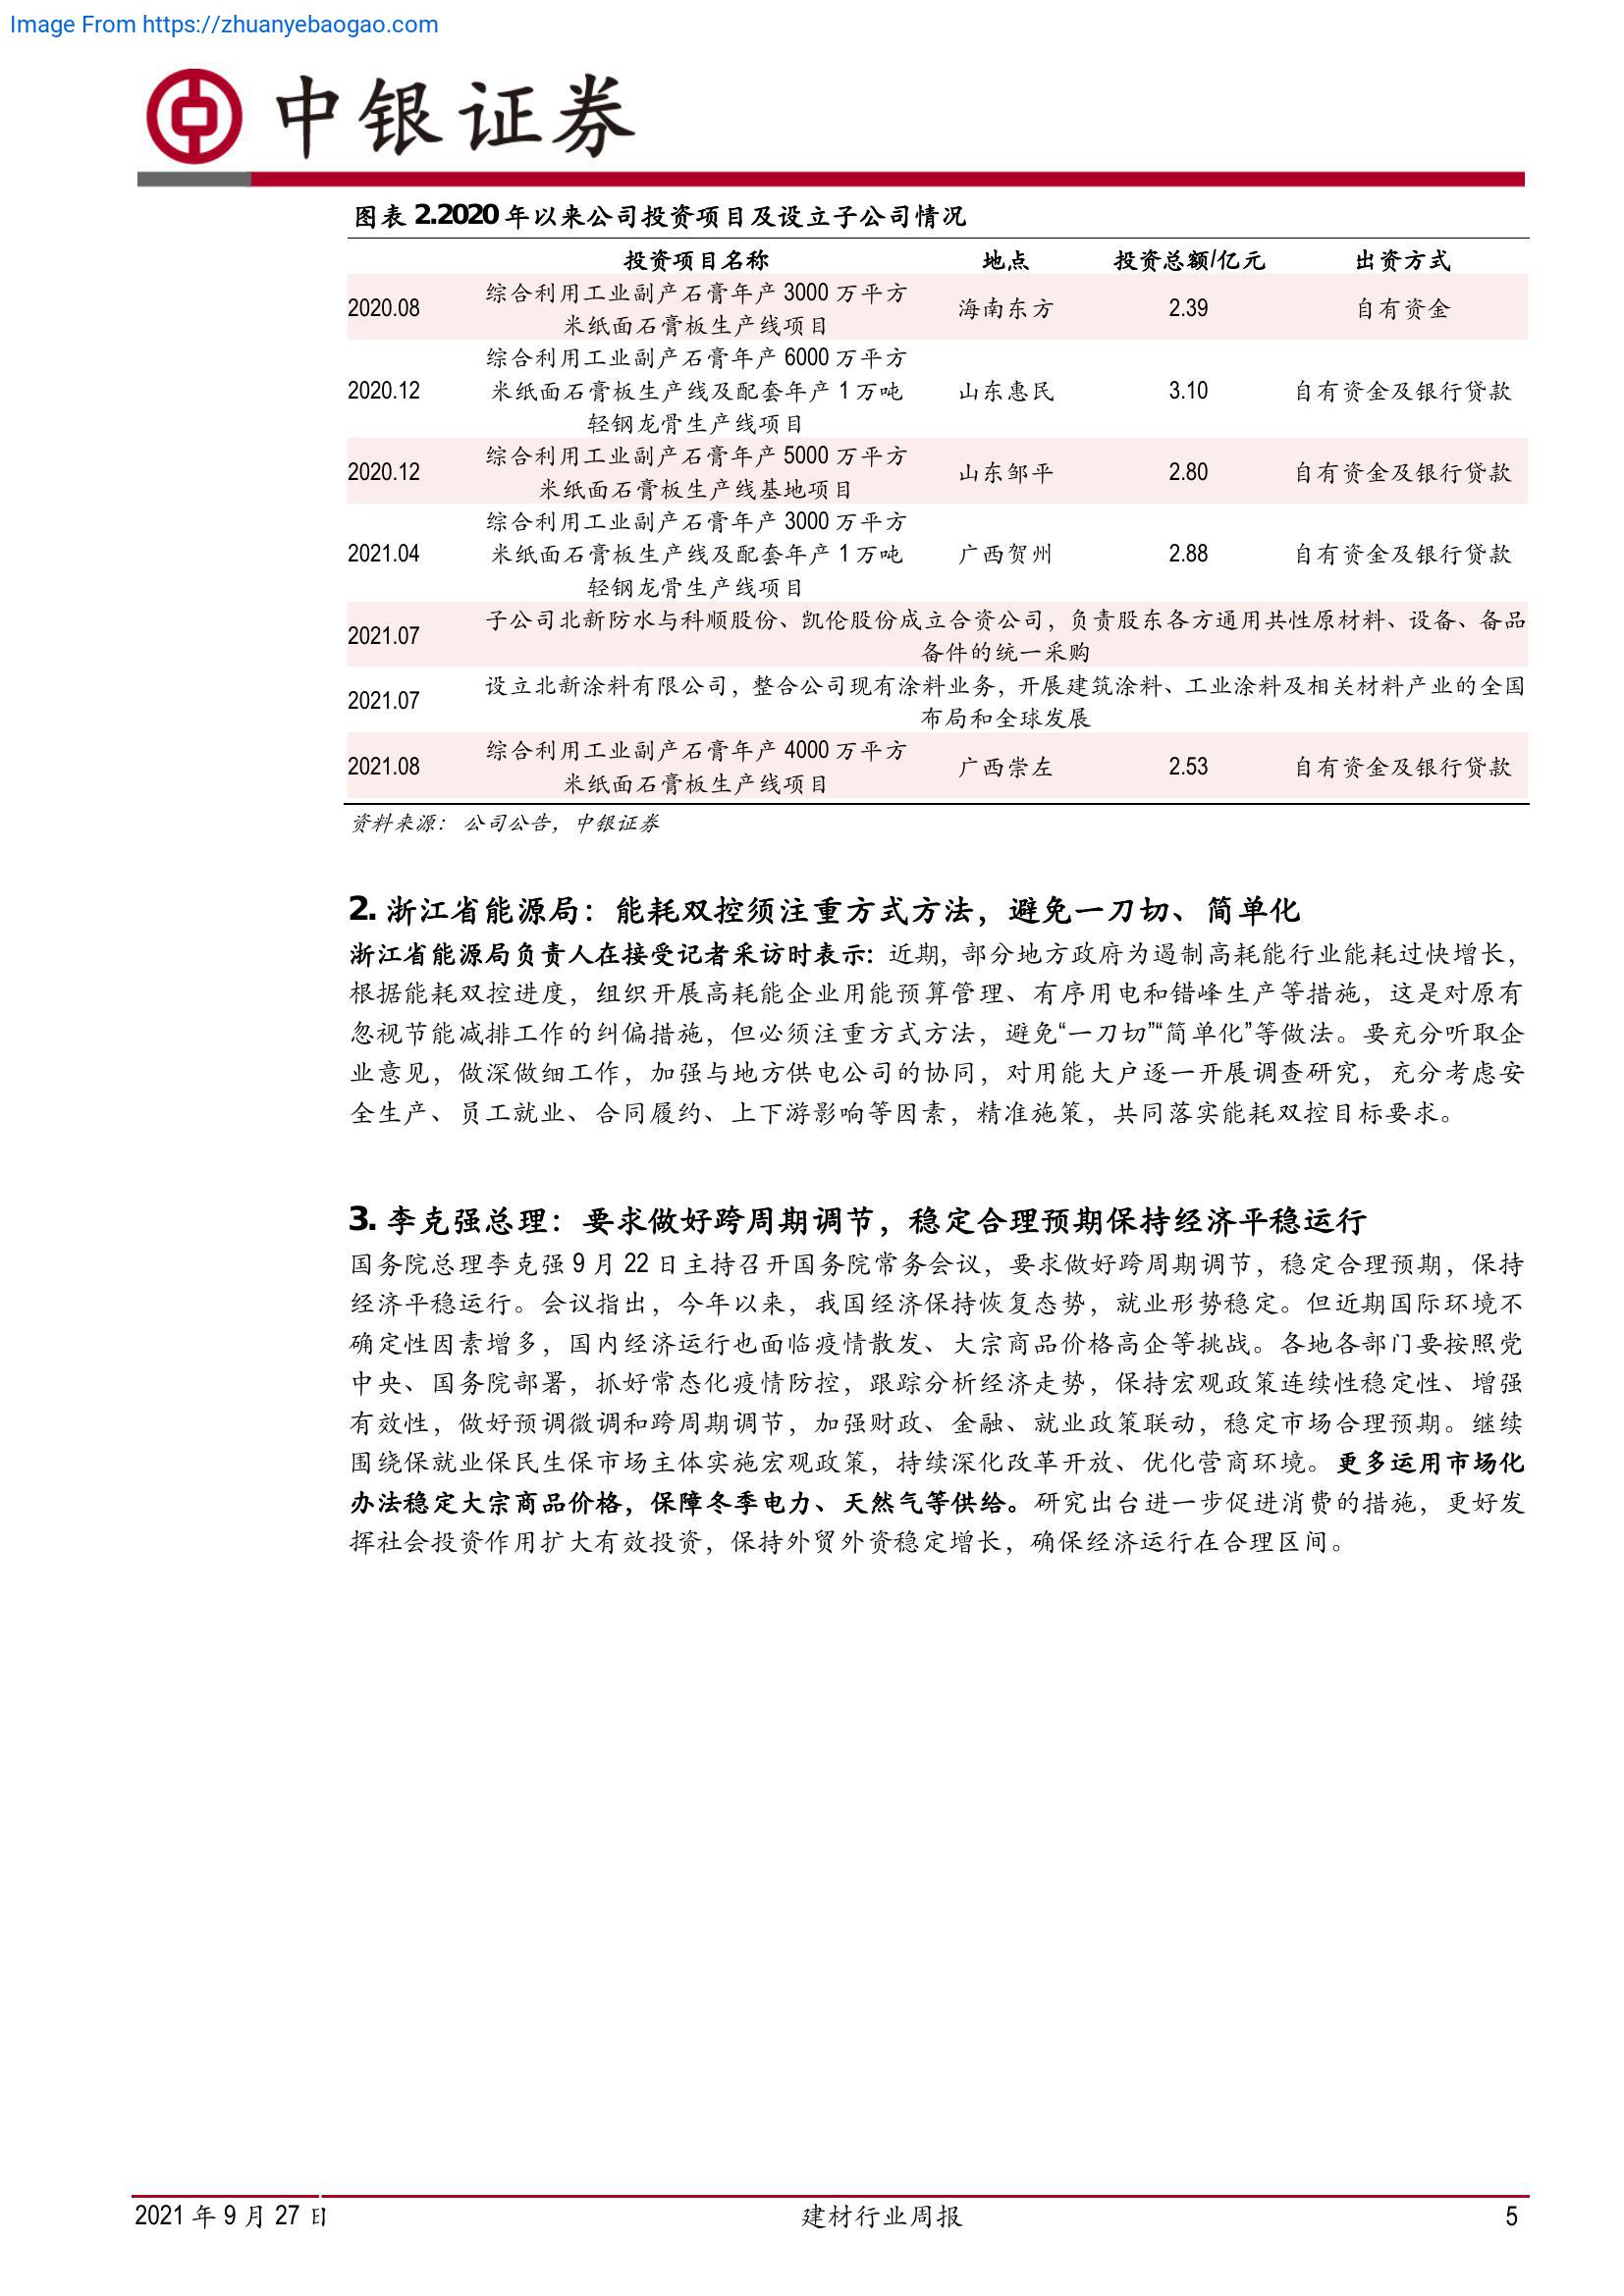 Image From https://zhuanyebaogao.com
中银证券
图表 2.2020 年以来公司投资项目及设立子公司情况
投资项目名称 地点 投资总额/亿元 出资方式
2020.08 综合利用工业副产石膏年产 3000 万平方
米纸面石膏板生产线项目 海南东方 2.39 自有资金
综合利用工业副产石膏年产 6000 万平方
2020.12 米纸面石膏板生产线及配套年产 1 万吨 山东惠民 3.10 自有资金及银行贷款
轻钢龙骨生产线项目
2020.12 综合利用工业副产石膏年产 5000 万平方
米纸面石膏板生产线基地项目 山东邹平 2.80 自有资金及银行贷款
综合利用工业副产石膏年产 3000 万平方
2021.04 米纸面石膏板生产线及配套年产 1 万吨 广西贺州 2.88 自有资金及银行贷款
轻钢龙骨生产线项目
2021.07 子公司北新防水与科顺股份、凯伦股份成立合资公司，负责股东各方通用共性原材料、设备、备品
备件的统一采购
2021.07 设立北新涂料有限公司，整合公司现有涂料业务，开展建筑涂料、工业涂料及相关材料产业的全国
布局和全球发展
2021.08 综合利用工业副产石膏年产 4000 万平方
米纸面石膏板生产线项目 广西崇左 2.53 自有资金及银行贷款
资料来源： 公司公告，中银证券
2. 浙江省能源局：能耗双控须注重方式方法，避免一刀切、简单化
浙江省能源局负责人在接受记者采访时表示：近期，部分地方政府为遏制高耗能行业能耗过快增长，
根据能耗双控进度，组织开展高耗能企业用能预算管理、有序用电和错峰生产等措施，这是对原有
忽视节能减排工作的纠偏措施，但必须注重方式方法，避免“一刀切”“简单化”等做法。要充分听取企
业意见，做深做细工作，加强与地方供电公司的协同，对用能大户逐一开展调查研究，充分考虑安
全生产、员工就业、合同履约、上下游影响等因素，精准施策，共同落实能耗双控目标要求。
3. 李克强总理：要求做好跨周期调节，稳定合理预期保持经济平稳运行
国务院总理李克强 9 月 22 日主持召开国务院常务会议，要求做好跨周期调节，稳定合理预期，保持
经济平稳运行。会议指出，今年以来，我国经济保持恢复态势，就业形势稳定。但近期国际环境不
确定性因素增多，国内经济运行也面临疫情散发、大宗商品价格高企等挑战。各地各部门要按照党
中央、国务院部署，抓好常态化疫情防控，跟踪分析经济走势，保持宏观政策连续性稳定性、增强
有效性，做好预调微调和跨周期调节，加强财政、金融、就业政策联动，稳定市场合理预期。继续
围绕保就业保民生保市场主体实施宏观政策，持续深化改革开放、优化营商环境。更多运用市场化
办法稳定大宗商品价格，保障冬季电力、天然气等供给。研究出台进一步促进消费的措施，更好发
挥社会投资作用扩大有效投资，保持外贸外资稳定增长，确保经济运行在合理区间。
2021 年 9 月 27 日 建材行业周报 5